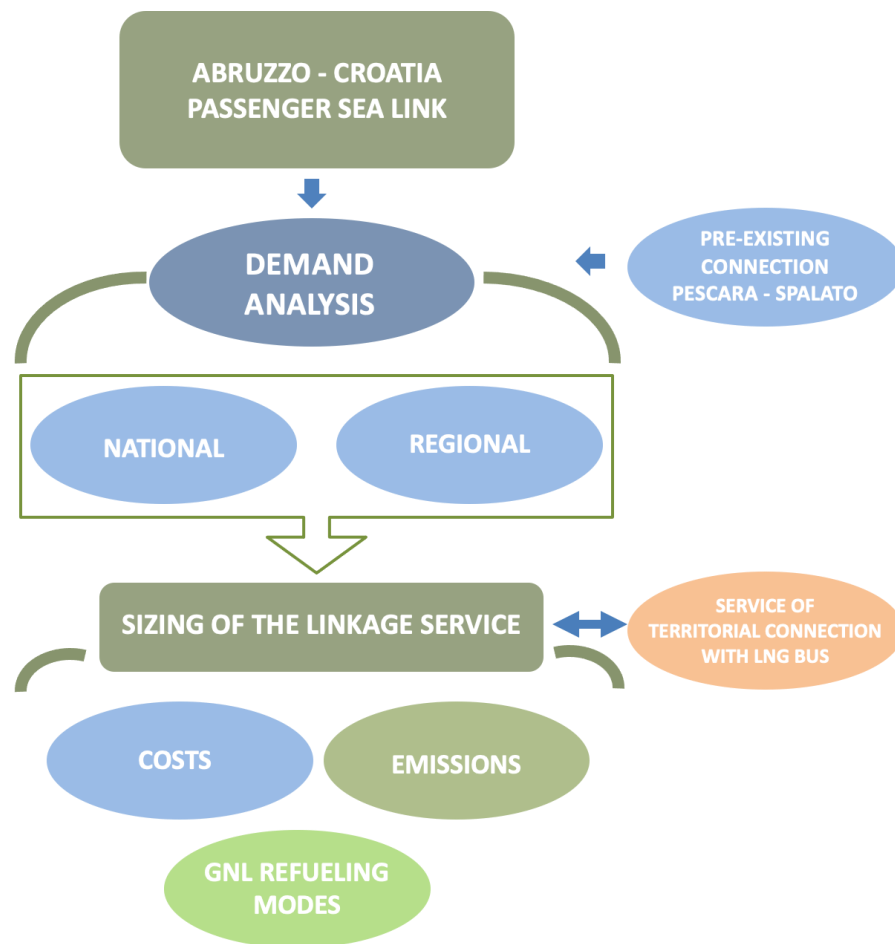 ABRUZZO - CROATIA
PASSENGER SEA LINK
DEMAND
ANALYSIS
PRE-EXISTING
CONNECTION
PESCARA - SPALATO
NATIONAL
REGIONAL
SIZING OF THE LINKAGE SERVICE
SERVICE OF
TERRITORIAL CONNECTION
WITH LNG BUS
COSTS
EMISSIONS
GNL REFUELING
MODES